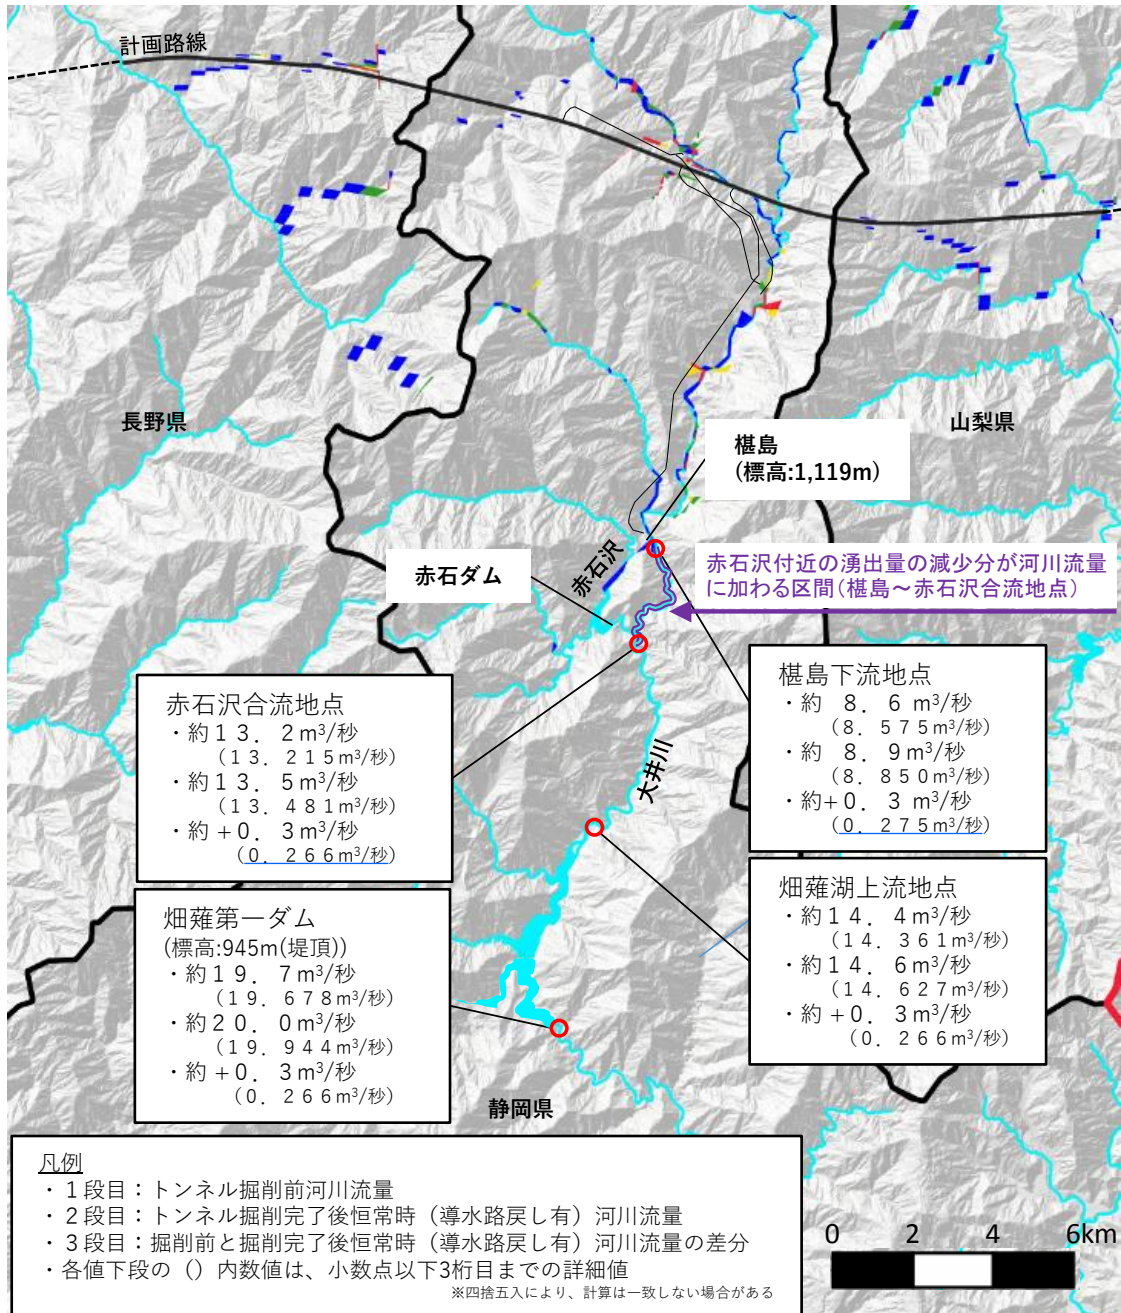 計画路線
長野県
山梨県
椹島
(標高:1,119m)
赤石沢
赤石ダム
赤石沢付近の湧出量の減少分が河川流量
に加わる区間(椹島～赤石沢合流地点)
赤石沢合流地点
・約１３．２m³/秒
（１３．２１５m³/秒）
・約１３．５m³/秒
（１３．４８１m³/秒）
・約＋０．３m³/秒
（０．２６６m³/秒）
椹島下流地点
・約 ８．６ m³/秒
（８．５７５m³/秒）
・約 ８．９m³/秒
（８．８５０m³/秒）
・約+０．３ m³/秒
（０．２７５m³/秒）
大井川
畑薙第一ダム
(標高:945m(堤頂))
・約１９．７m³/秒
（１９．６７８m³/秒）
・約２０．０m³/秒
（１９．９４４m³/秒）
・約＋０．３m³/秒
（０．２６６m³/秒）
畑薙湖上流地点
・約１４．４m³/秒
（１４．３６１m³/秒）
・約１４．６m³/秒
（１４．６２７m³/秒）
・約＋０．３m³/秒
（０．２６６m³/秒）
静岡県
凡例
・１段目：トンネル掘削前河川流量
・２段目：トンネル掘削完了後恒常時（導水路戻し有）河川流量
・３段目：掘削前と掘削完了後恒常時（導水路戻し有）河川流量の差分
・各値下段の（）内数値は、小数点以下3桁目までの詳細値
※四捨五入により、計算は一致しない場合がある
0 2 4 6km